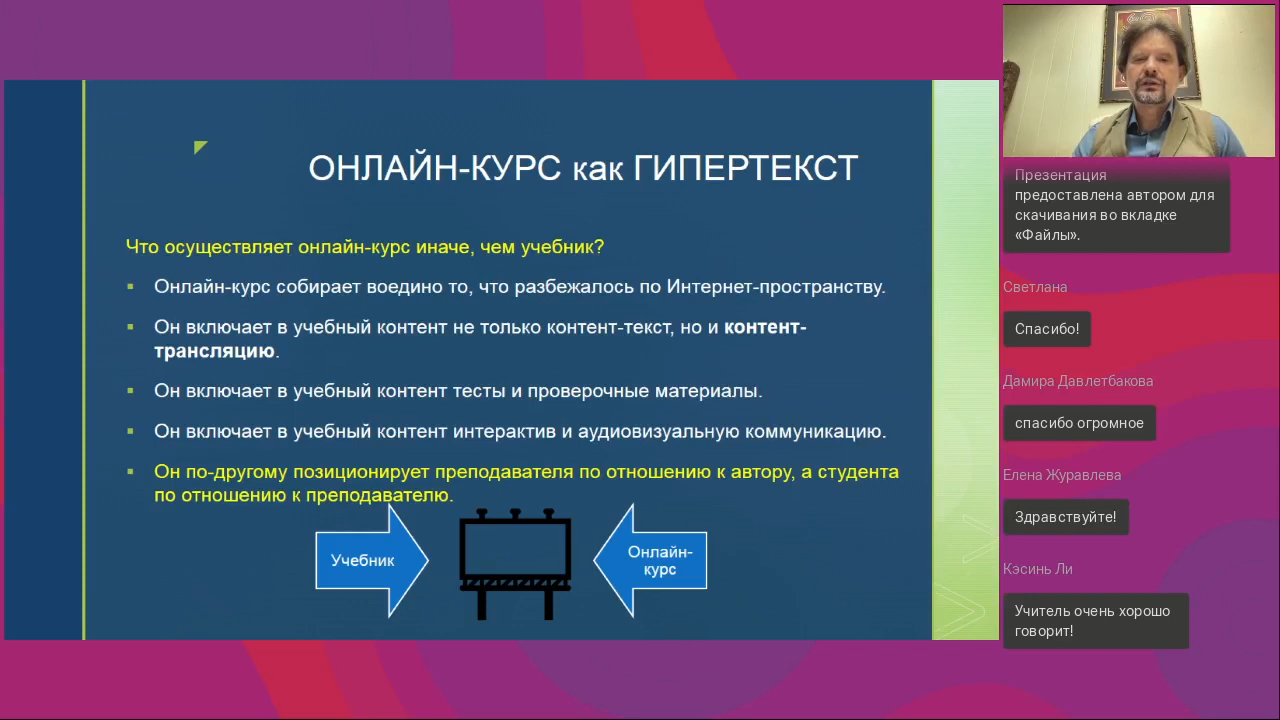 ОНЛАЙН-КУРС как ГИПЕРТЕКСТ
Что осуществляет онлайн-курс иначе, чем учебник?
Онлайн-курс собирает воедино то, что разбежалось по Интернет-пространству.
Он включает в учебный контент не только контент-текст, но и контент-
трансляцию.
Он включает в учебный контент тесты и проверочные материалы.
Он включает в учебный контент интерактив и аудиовизуальную коммуникацию.
Он по-другому позиционирует преподавателя по отношению к автору, а студента
по отношению к преподавателю.
Учебник
Онлайн-
курс
Презентация
предоставлена автором для
скачивания во вкладке
«Файлы».
Светлана
Спасибо!
Дамира Давлетбакова
спасибо огромное
Елена Журавлева
Здравствуйте!
Кэсинь Ли
Учитель очень хорошо
говорит!